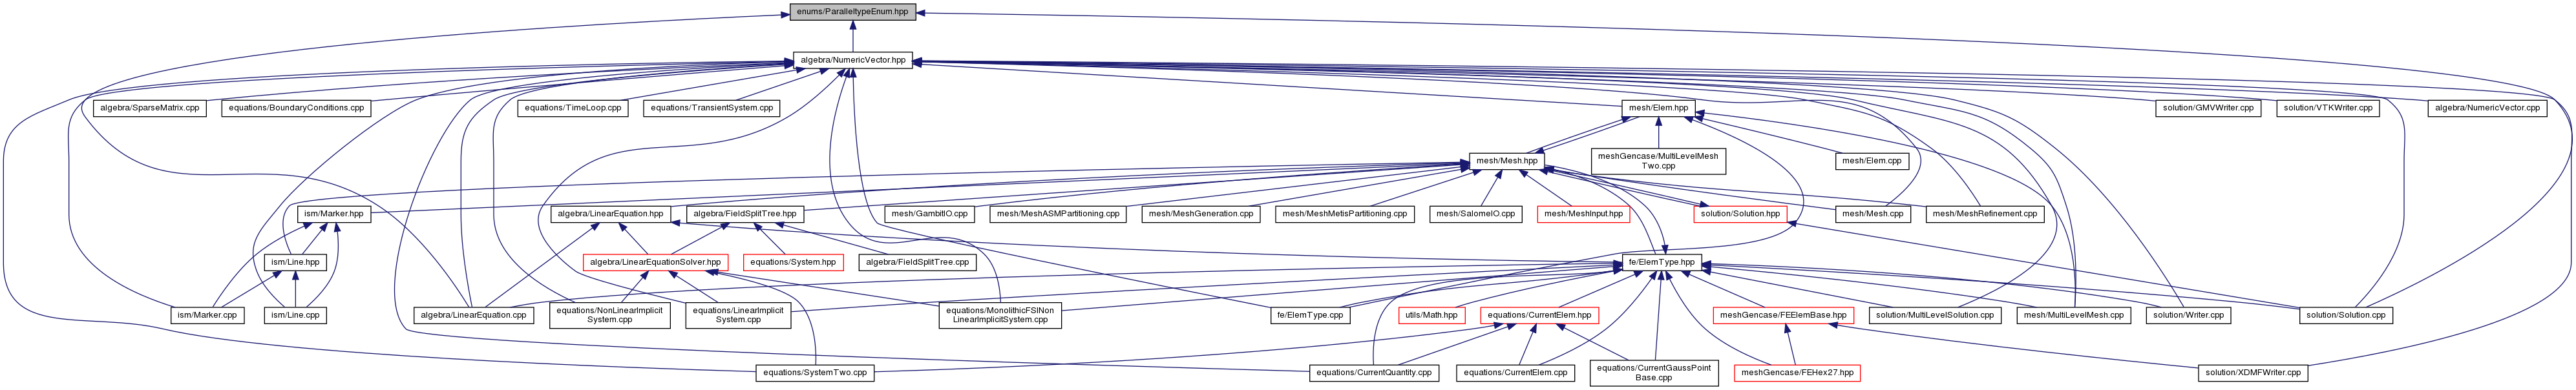 enums/ParalleltypeEnum.hpp
algebra/NumericVector.hpp
algebra/SparseMatrix.cpp
equations/BoundaryConditions.cpp
equations/TimeLoop.cpp
equations/TransientSystem.cpp
mesh/Elem.hpp
solution/GMVWriter.cpp
solution/VTKWriter.cpp
algebra/NumericVector.cpp
mesh/Mesh.hpp
meshGencase/MultiLevelMesh
Two.cpp
mesh/Elem.cpp
ism/Marker.hpp
algebra/LinearEquation.hpp
algebra/FieldSplitTree.hpp
mesh/GambitIO.cpp
mesh/MeshASMPartitioning.cpp
mesh/MeshGeneration.cpp
mesh/MeshMetisPartitioning.cpp
mesh/SalomeIO.cpp
mesh/MeshInput.hpp
solution/Solution.hpp
mesh/Mesh.cpp
mesh/MeshRefinement.cpp
ism/Line.hpp
algebra/LinearEquationSolver.hpp
equations/System.hpp
algebra/FieldSplitTree.cpp
fe/ElemType.hpp
ism/Marker.cpp
ism/Line.cpp
algebra/LinearEquation.cpp
equations/NonLinearImplicit
System.cpp
equations/LinearImplicit
System.cpp
equations/MonolithicFSINon
LinearImplicitSystem.cpp
fe/ElemType.cpp
utils/Math.hpp
equations/CurrentElem.hpp
meshGencase/FEElemBase.hpp
solution/MultiLevelSolution.cpp
mesh/MultiLevelMesh.cpp
solution/Writer.cpp
solution/Solution.cpp
equations/SystemTwo.cpp
equations/CurrentQuantity.cpp
equations/CurrentElem.cpp
equations/CurrentGaussPoint
Base.cpp
meshGencase/FEHex27.hpp
solution/XDMFWriter.cpp